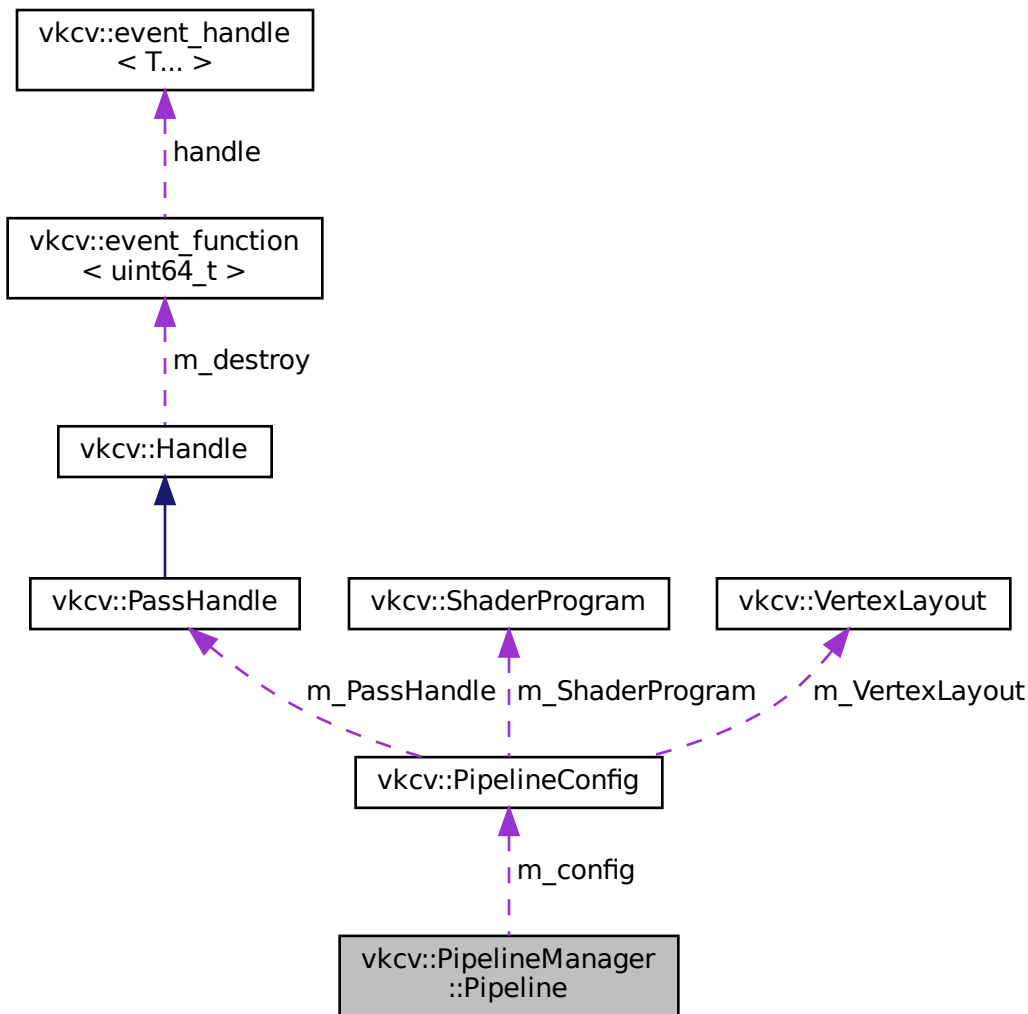 vkcv::event_handle
< T... >
handle
vkcv::event_function
< uint64_t >
m_destroy
vkcv::Handle
vkcv::PassHandle
vkcv::ShaderProgram
vkcv::VertexLayout
m_PassHandle
m_ShaderProgram
m_VertexLayout
vkcv::PipelineConfig
m_config
vkcv::PipelineManager
::Pipeline